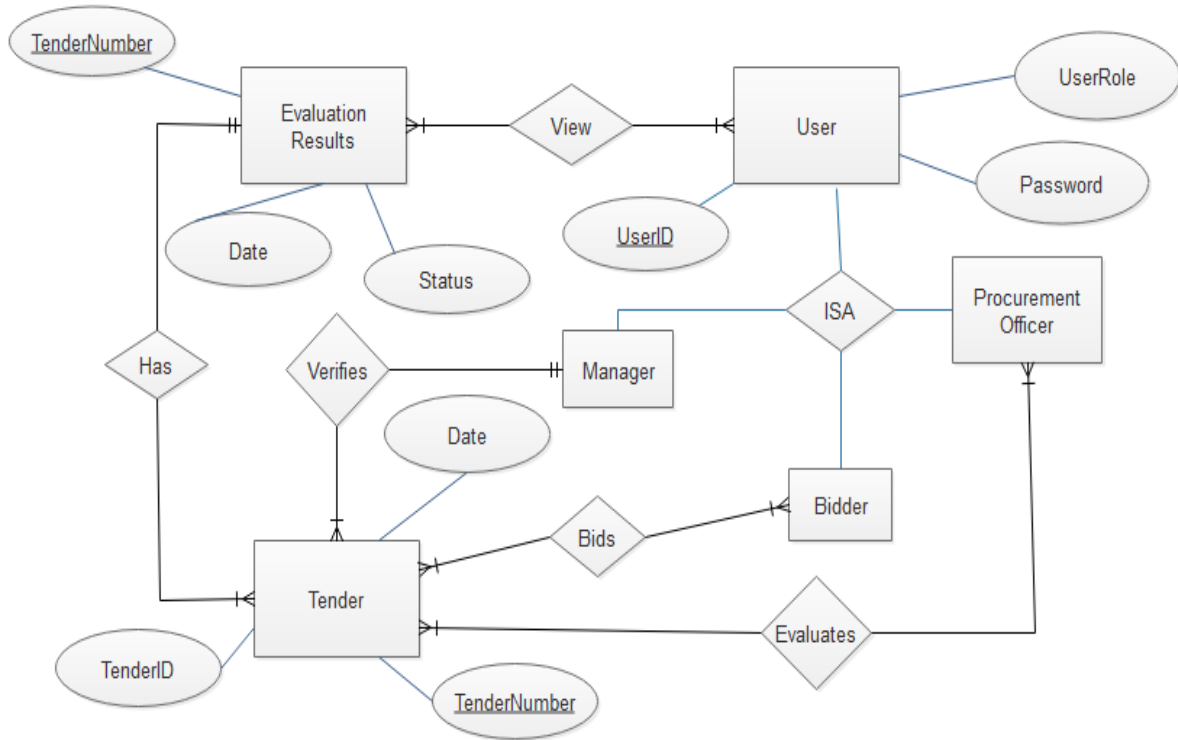 TenderNumber
Evaluation
Results
View
User
UserRole
Password
UserID
Date
Status
ISA
Procurement
Officer
Has
Verifies
Manager
Date
Bidder
Bids
Tender
Evaluates
TenderID
TenderNumber